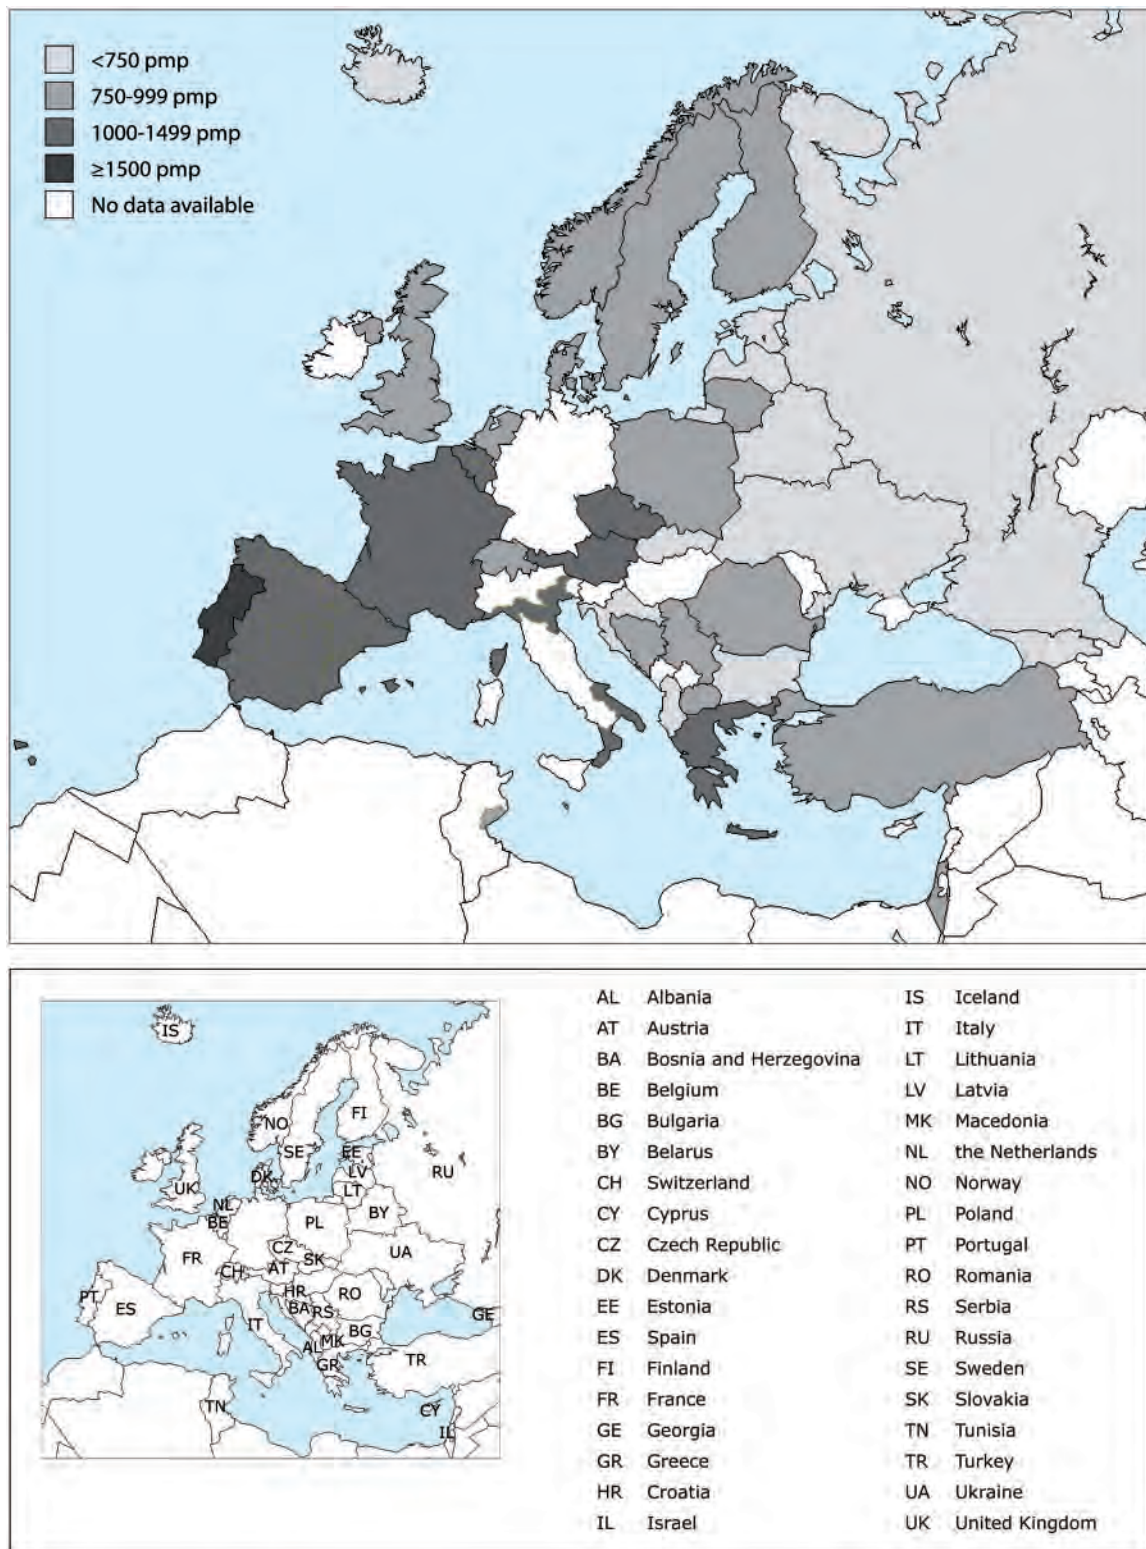 <750 pmp
750-999 pmp
1000-1499 pmp
≥1500 pmp
No data available
IS
NO
FI
SE
EE
RU
DK
LV
LT
UK
NL
BE
BY
PL
CZ
UA
FR
SK
AT
CH
HR
RO
PT
ES
BA
RS
GE
IT
BG
MK
AL
GR
TR
TN
CY
IL
AL Albania
AT Austria
BA Bosnia and Herzegovina
BE Belgium
BG Bulgaria
BY Belarus
CH Switzerland
CY Cyprus
CZ Czech Republic
DK Denmark
EE Estonia
ES Spain
FI Finland
FR France
GE Georgia
GR Greece
HR Croatia
IL Israel
IS Iceland
IT Italy
LT Lithuania
LV Latvia
MK Macedonia
NL the Netherlands
NO Norway
PL Poland
PT Portugal
RO Romania
RS Serbia
RU Russia
SE Sweden
SK Slovakia
TN Tunisia
TR Turkey
UA Ukraine
UK United Kingdom